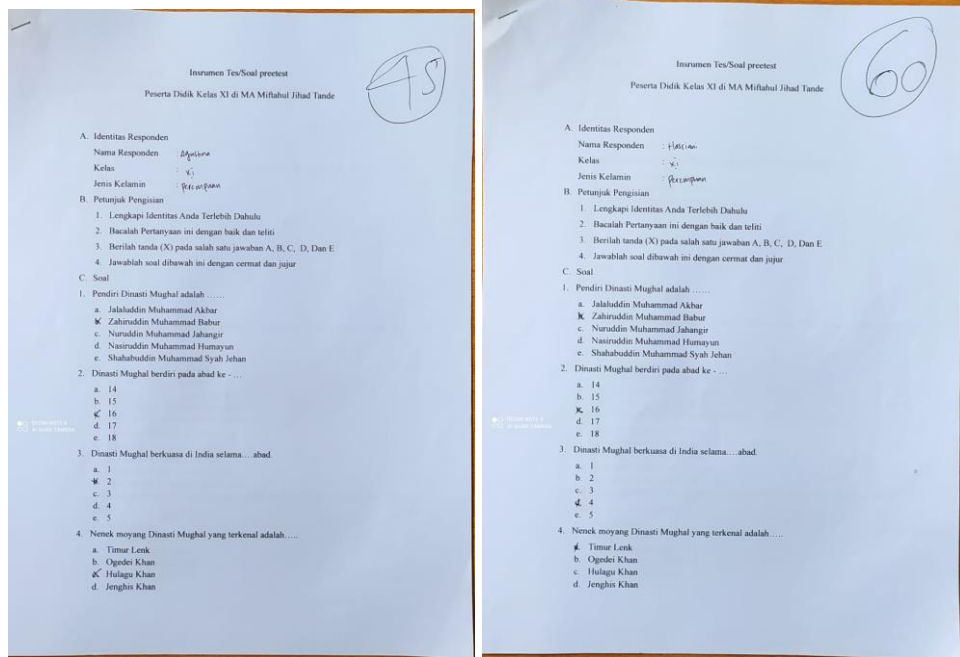 45
Insrumen Tes/Soal preetest
Peserta Didik Kelas XI di MA Miftahul Jihad Tande
A. Identitas Responden
Nama Responden : Agustina
Kelas : XI
Jenis Kelamin : Perempuan
B. Petunjuk Pengisian
1. Lengkapi Identitas Anda Terlebih Dahulu
2. Bacalah Pertanyaan ini dengan baik dan teliti
3. Berilah tanda (X) pada salah satu jawaban A, B, C, D, Dan E
4. Jawablah soal dibawah ini dengan cermat dan jujur
C. Soal
1. Pendiri Dinasti Mughal adalah ……
a. Jalaluddin Muhammad Akbar
b. Zahiruddin Muhammad Babur
c. Nuruddin Muhammad Jahangir
d. Nasiruddin Muhammad Humayun
e. Shahabuddin Muhammad Syah Jehan
2. Dinasti Mughal berdiri pada abad ke - …
a. 14
b. 15
c. 16
d. 17
e. 18
3. Dinasti Mughal berkuasa di India selama…. abad.
a. 1
b. 2
c. 3
d. 4
e. 5
4. Nenek moyang Dinasti Mughal yang terkenal adalah…..
a. Timur Lenk
b. Ogedei Khan
c. Hulagu Khan
d. Jenghis Khan
60
Insrumen Tes/Soal preetest
Peserta Didik Kelas XI di MA Miftahul Jihad Tande
A. Identitas Responden
Nama Responden : Hasriani
Kelas : XI
Jenis Kelamin : Perempuan
B. Petunjuk Pengisian
1. Lengkapi Identitas Anda Terlebih Dahulu
2. Bacalah Pertanyaan ini dengan baik dan teliti
3. Berilah tanda (X) pada salah satu jawaban A, B, C, D, Dan E
4. Jawablah soal dibawah ini dengan cermat dan jujur
C. Soal
1. Pendiri Dinasti Mughal adalah ……
a. Jalaluddin Muhammad Akbar
b. Zahiruddin Muhammad Babur
c. Nuruddin Muhammad Jahangir
d. Nasiruddin Muhammad Humayun
e. Shahabuddin Muhammad Syah Jehan
2. Dinasti Mughal berdiri pada abad ke - …
a. 14
b. 15
c. 16
d. 17
e. 18
3. Dinasti Mughal berkuasa di India selama….abad.
a. 1
b. 2
c. 3
d. 4
e. 5
4. Nenek moyang Dinasti Mughal yang terkenal adalah ….
a. Timur Lenk
b. Ogedei Khan
c. Hulagu Khan
d. Jenghis Khan